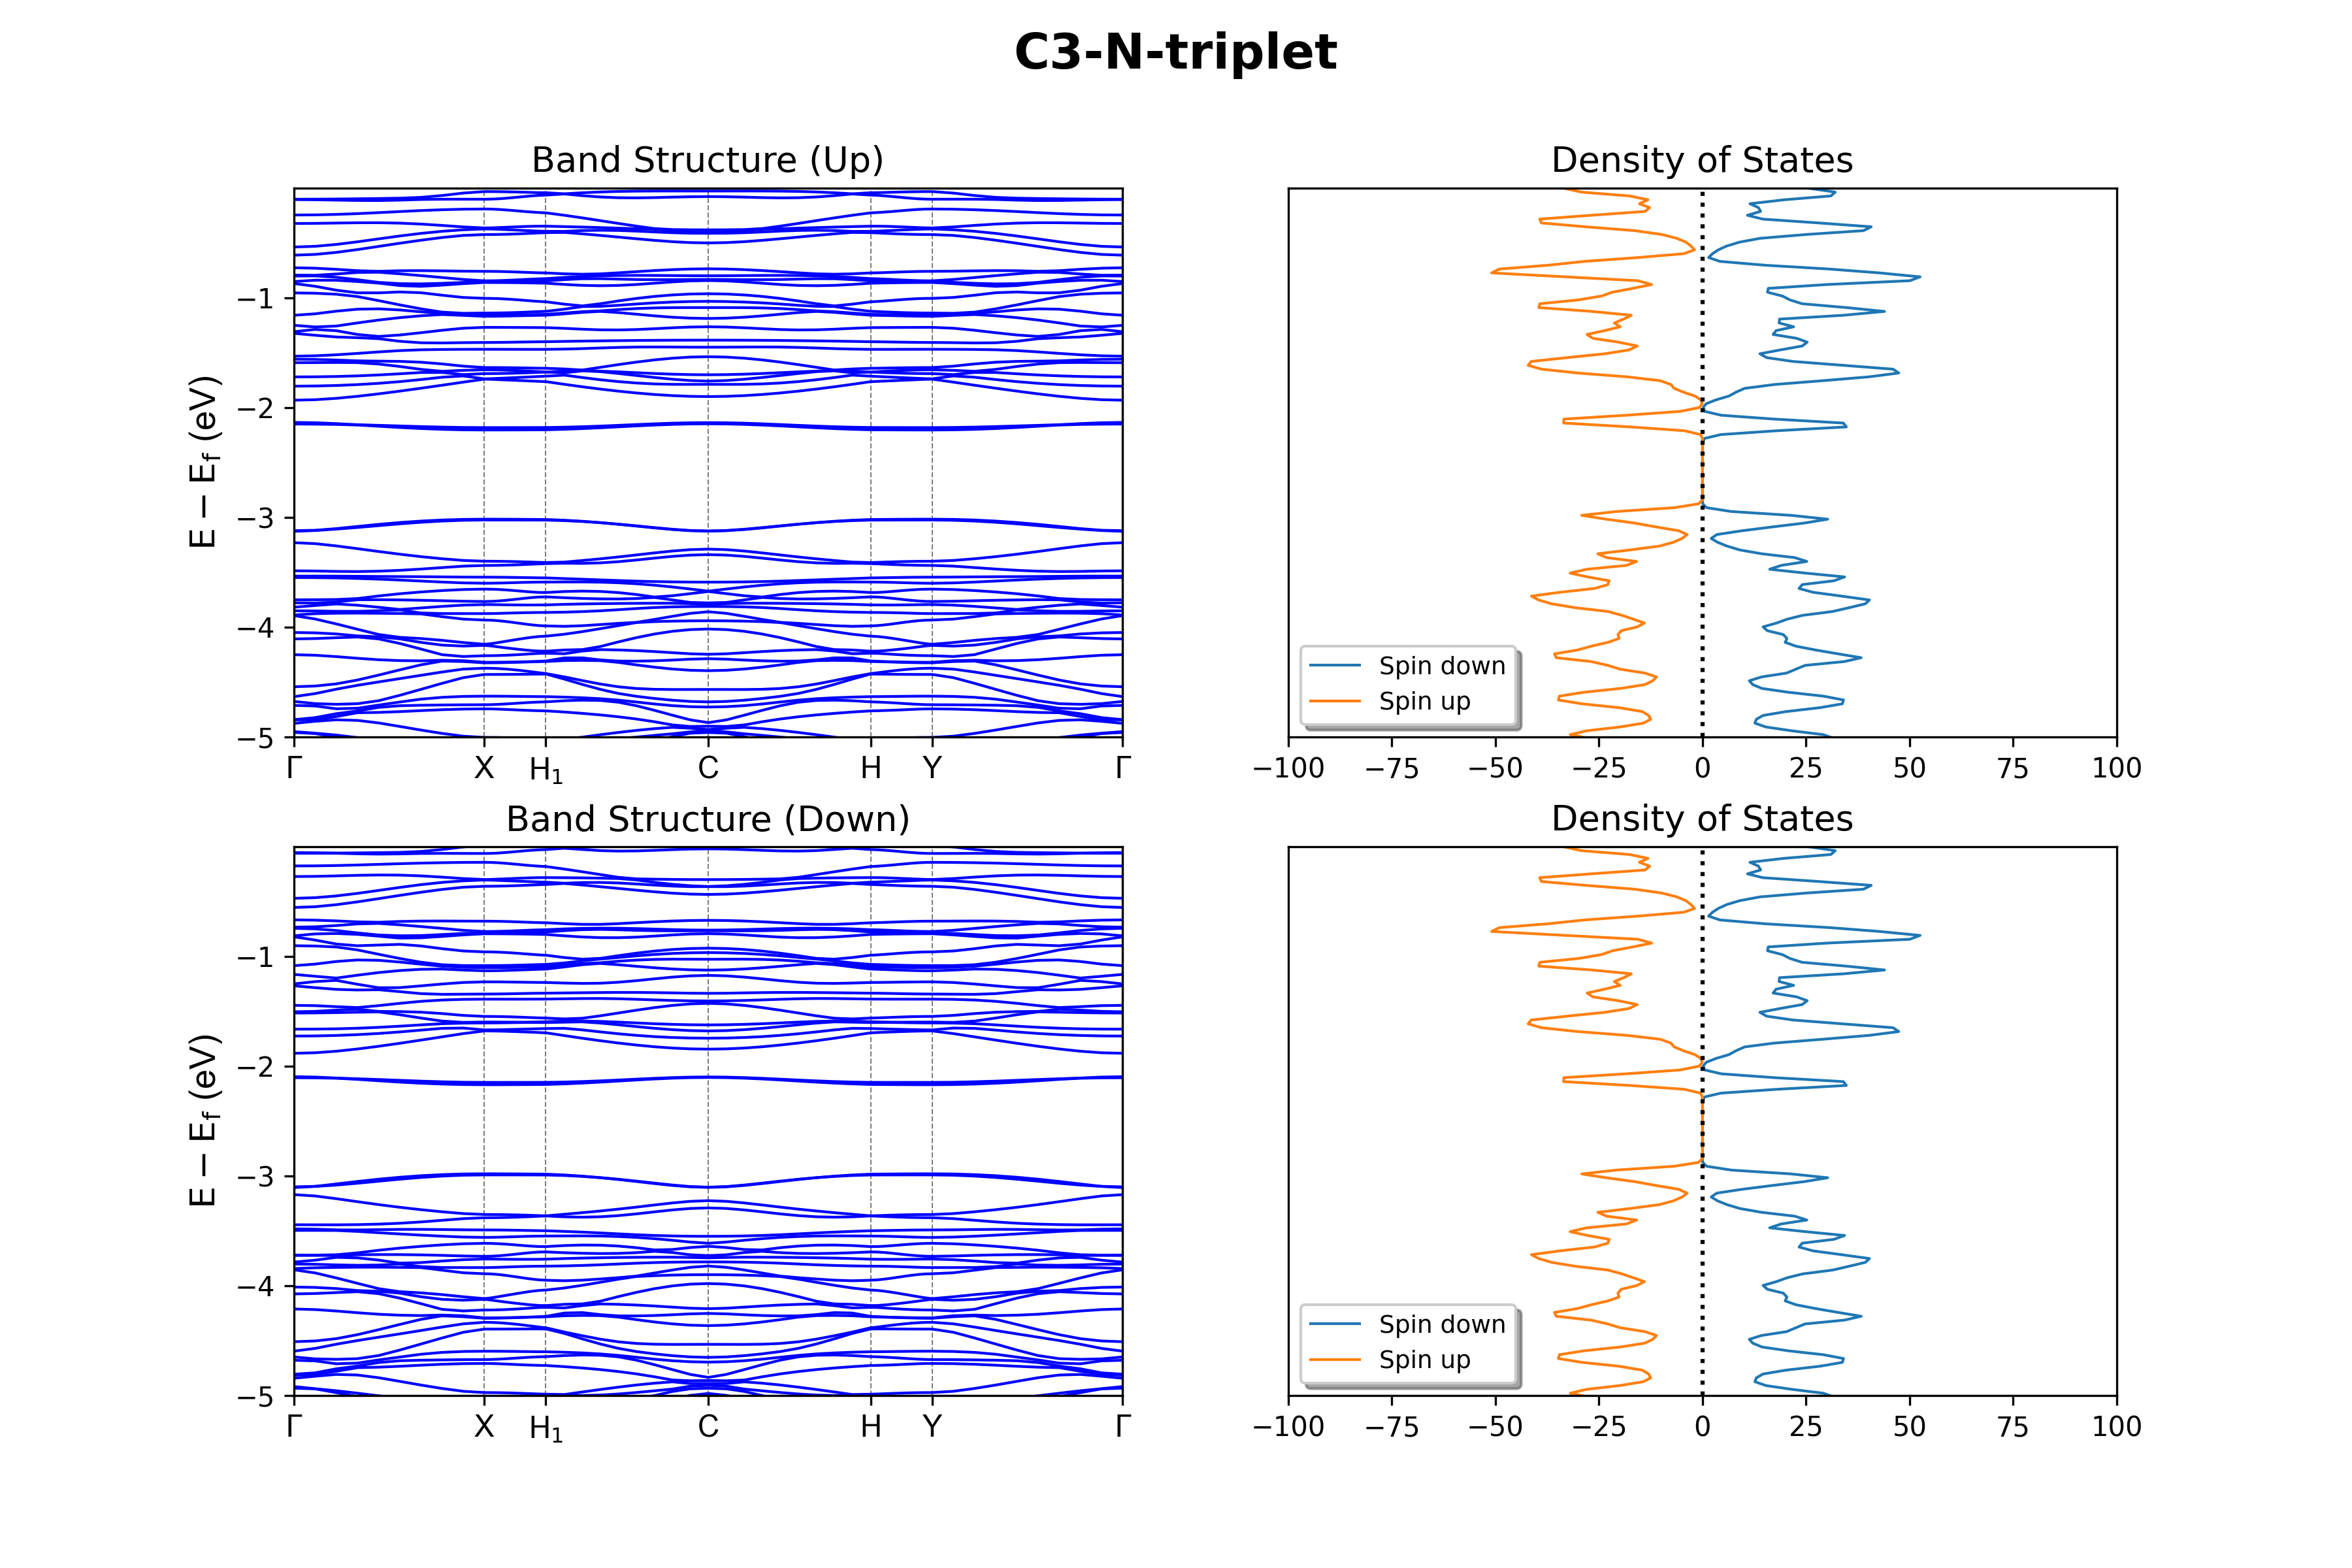 C3-N-triplet
Band Structure (Up)
Density of States
E − E_f (eV)
−1
−2
−3
−4
−5
Γ X H₁ C H Y Γ
Spin down
Spin up
−100 −75 −50 −25 0 25 50 75 100
Band Structure (Down)
Density of States
E − E_f (eV)
−1
−2
−3
−4
−5
Γ X H₁ C H Y Γ
Spin down
Spin up
−100 −75 −50 −25 0 25 50 75 100